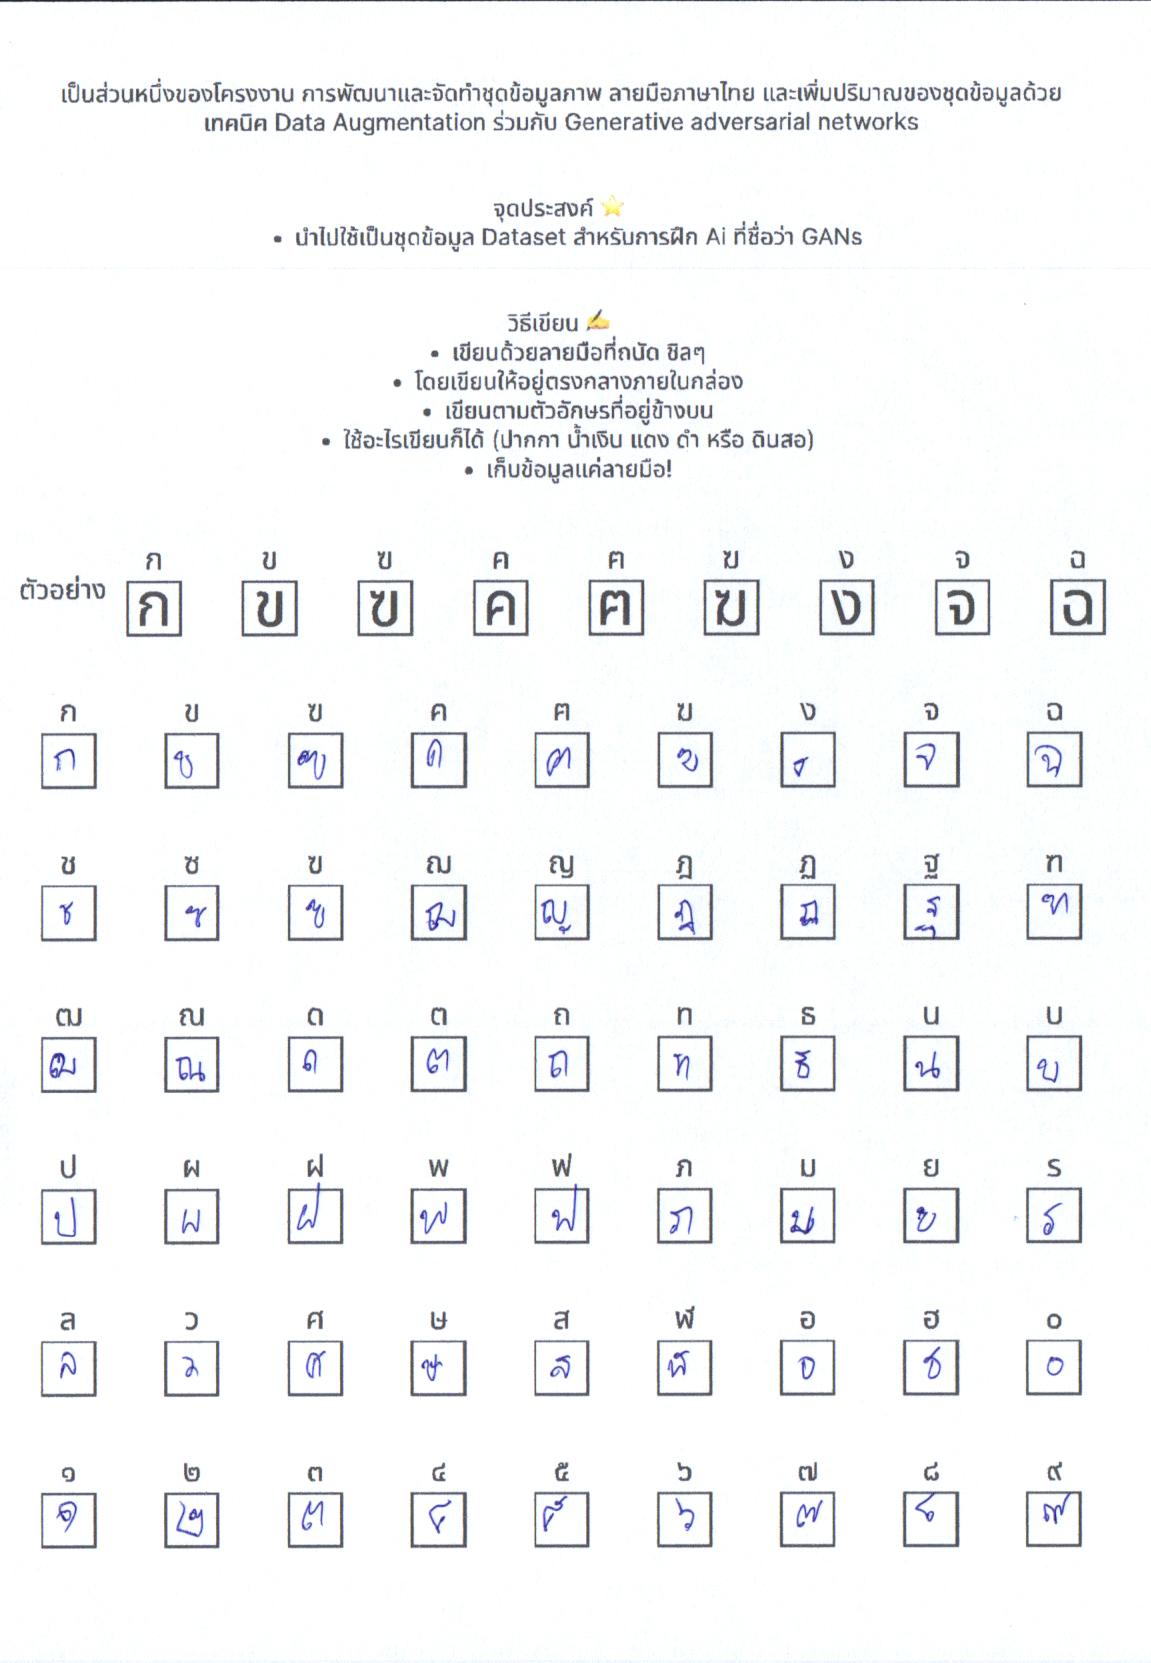 เป็นส่วนหนึ่งของโครงงาน การพัฒนาและจัดทำชุดข้อมูลภาพ ลายมือภาษาไทย และเพิ่มปริมาณของชุดข้อมูลด้วย
เทคนิค Data Augmentation ร่วมกับ Generative adversarial networks
จุดประสงค์ ⭐
• นำไปใช้เป็นชุดข้อมูล Dataset สำหรับการฝึก Ai ที่ชื่อว่า GANs
วิธีเขียน ✍
• เขียนด้วยลายมือที่ถนัด ชิลๆ
• โดยเขียนให้อยู่ตรงกลางภายในกล่อง
• เขียนตามตัวอักษรที่อยู่ข้างบน
• ใช้อะไรเขียนก็ได้ (ปากกา น้ำเงิน แดง ดำ หรือ ดินสอ)
• เก็บข้อมูลแค่ลายมือ!
ก ข ฃ ค ฅ ฆ ง จ ฉ
ตัวอย่าง ก ข ฃ ค ฅ ฆ ง จ ฉ
ก ข ฃ ค ฅ ฆ ง จ ฉ
ก ข ฃ ค ฅ ฆ ง จ ฉ
ช ซ ฃ ฌ ญ ฎ ฏ ฐ ฑ
ช ซ ฃ ฌ ญ ฎ ฏ ฐ ฑ
ฒ ณ ด ต ถ ท ธ น บ
ฒ ณ ด ต ถ ท ธ น บ
ป ผ ฝ พ ฟ ภ ม ย ร
ป ผ ฝ พ ฟ ภ ม ย ร
ล ว ศ ษ ส ฬ อ ฮ ๐
ล ว ศ ษ ส ฬ อ ฮ ๐
๑ ๒ ๓ ๔ ๕ ๖ ๗ ๘ ๙
๑ ๒ ๓ ๔ ๕ ๖ ๗ ๘ ๙